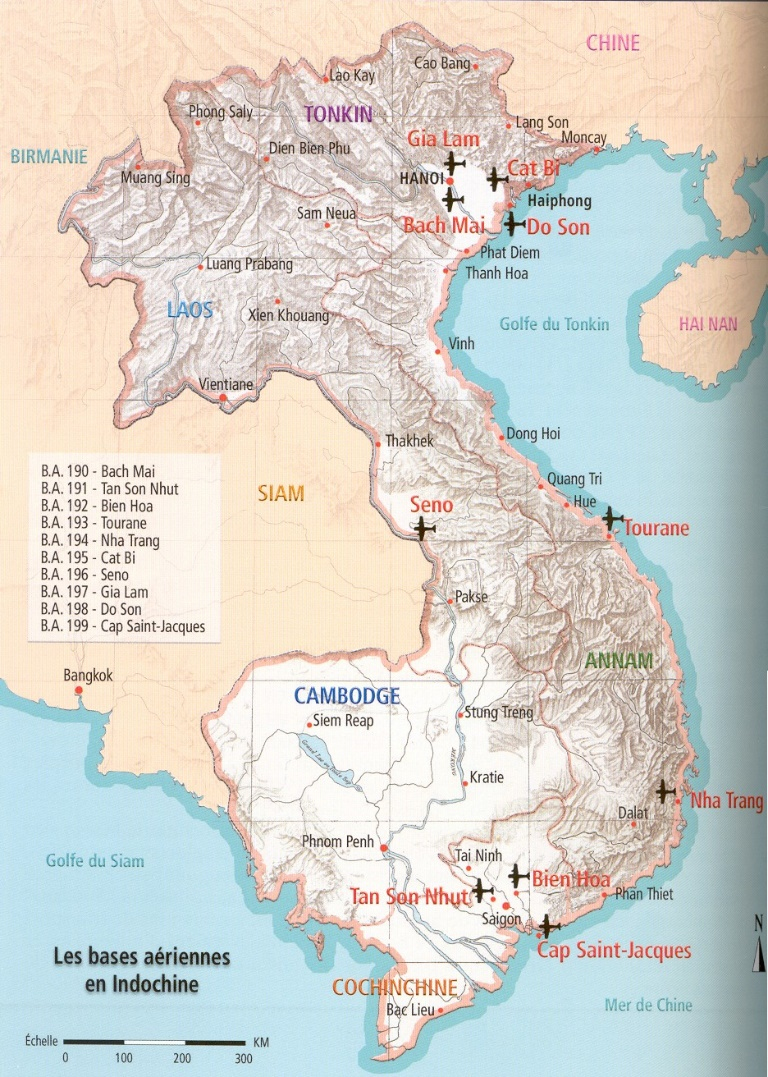 CHINE
Cao Bang
Lao Kay
Phong Saly
TONKIN
Lang Son
Moncay
Gia Lam
BIRMANIE
Dien Bien Phu
Cat Bi
Muang Sing
HANOI
Haiphong
Sam Neua
Bach Mai
Do Son
Phat Diem
Luang Prabang
Thanh Hoa
LAOS
Xien Khouang
Golfe du Tonkin
HAI NAN
Vinh
Vientiane
Thakhek
Dong Hoi
B.A. 190 - Bach Mai
B.A. 191 - Tan Son Nhut
B.A. 192 - Bien Hoa
B.A. 193 - Tourane
B.A. 194 - Nha Trang
B.A. 195 - Cat Bi
B.A. 196 - Seno
B.A. 197 - Gia Lam
B.A. 198 - Do Son
B.A. 199 - Cap Saint-Jacques
SIAM
Quang Tri
Seno
Hue
Tourane
Pakse
Bangkok
ANNAM
CAMBODGE
Siem Reap
Stung Treng
Kratie
Nha Trang
Dalat
Phnom Penh
Tai Ninh
Golfe du Siam
Bien Hoa
Tan Son Nhut
Phan Thiet
Saigon
Cap Saint-Jacques
N
Les bases aériennes
en Indochine
COCHINCHINE
Bac Lieu
Mer de Chine
Échelle
KM
0 100 200 300